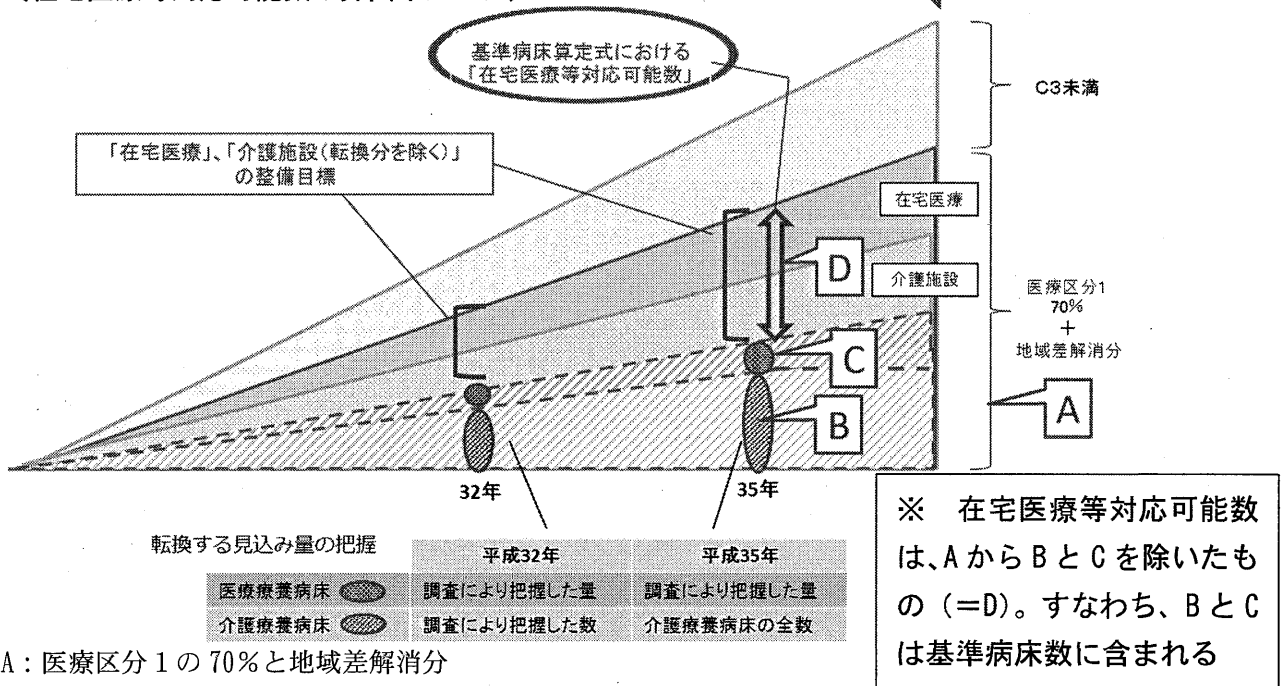 基準病床算定式における
「在宅医療等対応可能数」
C3未満
「在宅医療」、「介護施設(転換分を除く)」
の整備目標
在宅医療
D
介護施設
医療区分1
70%
+
地域差解消分
C
A
B
32年
35年
転換する見込み量の把握
平成32年 平成35年
医療療養病床 調査により把握した量 調査により把握した量
介護療養病床 調査により把握した数 介護療養病床の全数
※ 在宅医療等対応可能数
は、AからBとCを除いたも
の(=D)。すなわち、BとC
は基準病床数に含まれる
A:医療区分1の70%と地域差解消分